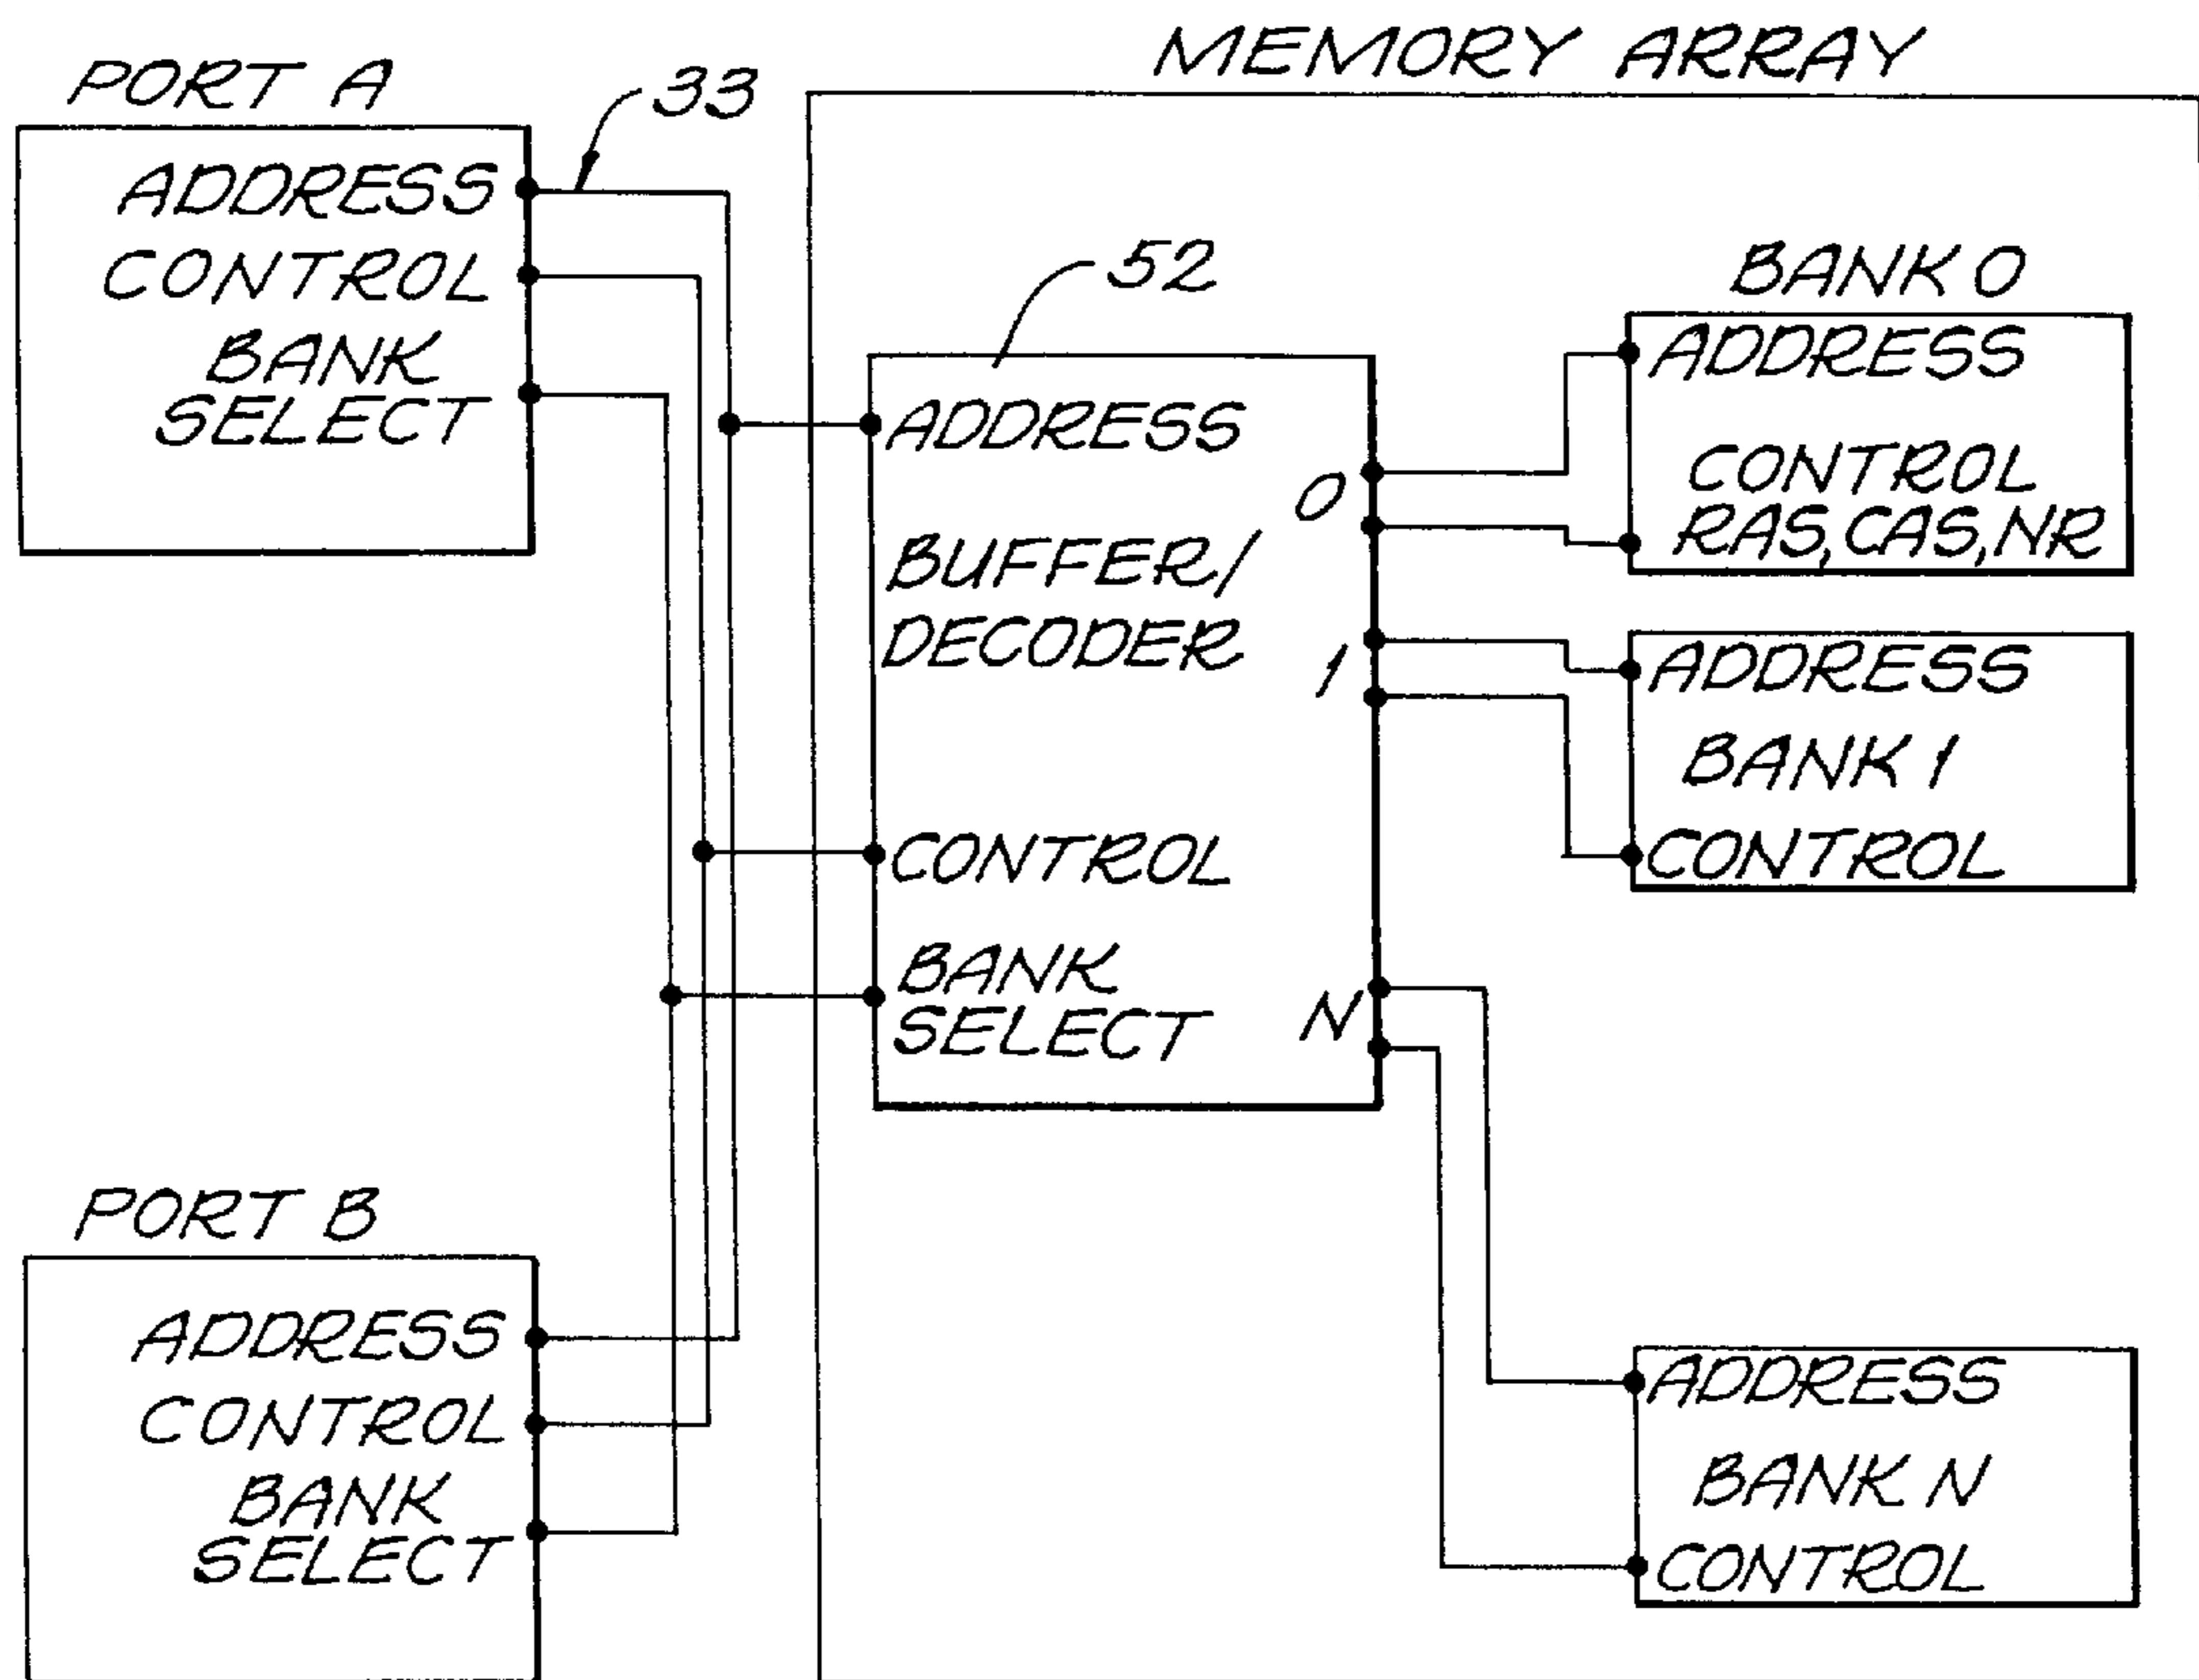 MEMORY ARRAY
PORT A
33
ADDRESS
CONTROL
BANK
SELECT
52
ADDRESS
BUFFER/
DECODER
CONTROL
BANK
SELECT
0
1
N
BANK 0
ADDRESS
CONTROL
RAS, CAS, NR
ADDRESS
BANK 1
CONTROL
PORT B
ADDRESS
CONTROL
BANK
SELECT
ADDRESS
BANK N
CONTROL